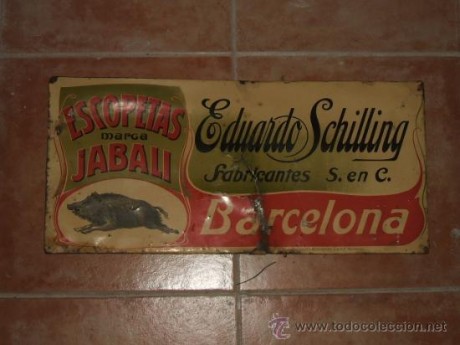 ESCOPETAS
marca
JABALI
Eduardo Schilling
Fabricantes S. en C.
Barcelona
www.todocoleccion.net